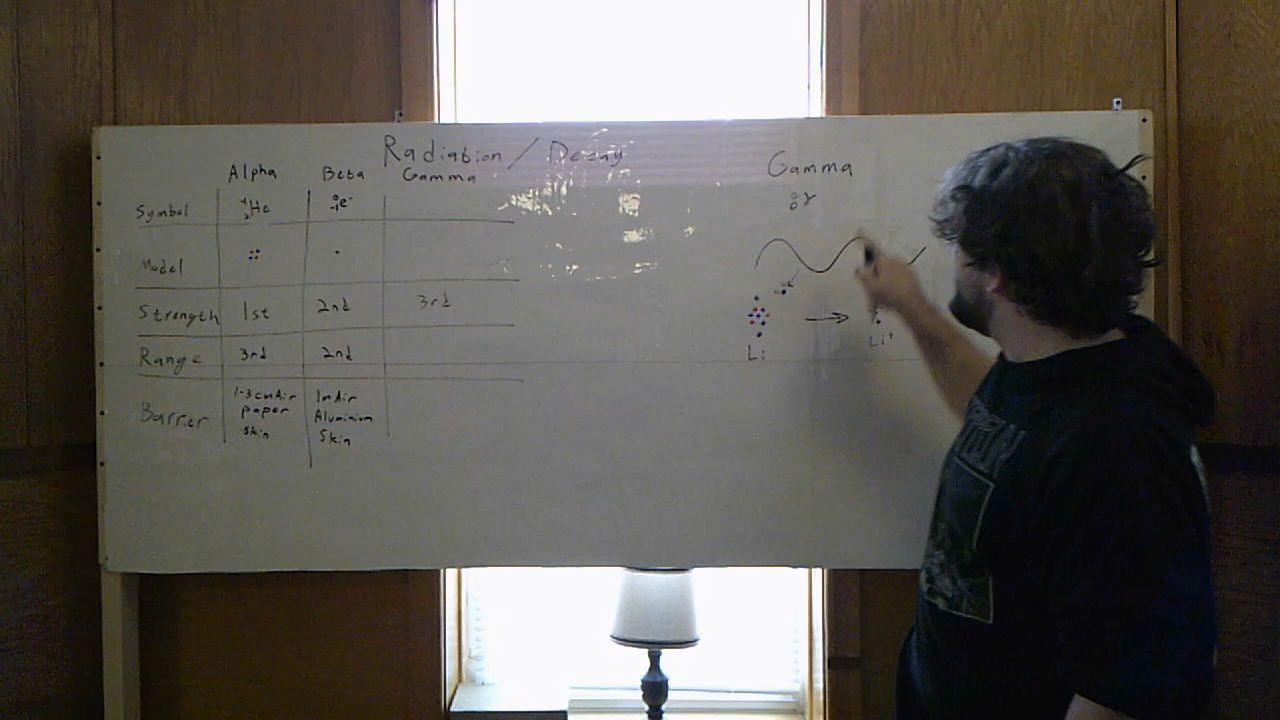 Radiation / Decay
Alpha Beta Gamma
Symbol ⁴₂He ⁰₋₁e⁻
Model
Strength 1st 2nd 3rd
Range 3rd 2nd
Barrier
1-3cm Air
paper
skin
1m Air
Aluminium
Skin
Gamma
⁰₀γ
Li Li⁺